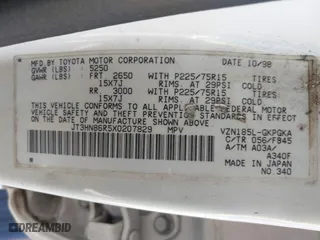 MFD BY TOYOTA MOTOR CORPORATION DATE 10/98
GVWR (LBS) 5250
GAWR (LBS) FRT 2650 WITH P225/75R15 TIRES
15X7J RIMS AT 29PSI COLD
RR 3000 WITH P225/75R15 TIRES
15X7J RIMS AT 29PSI COLD
THIS VEHICLE CONFORMS TO ALL APPLICABLE FEDERAL MOTOR
VEHICLE SAFETY AND THEFT PREVENTION STANDARDS IN EFFECT
ON THE DATE OF MANUFACTURE SHOWN ABOVE.
JT3HN86R5X0207829 MPV VZN185L-GKPGKA
C/TR 056/FB45
A/TM A03A/
A340F
MADE IN JAPAN
NO.340
© DEALERSHIP AUCTION